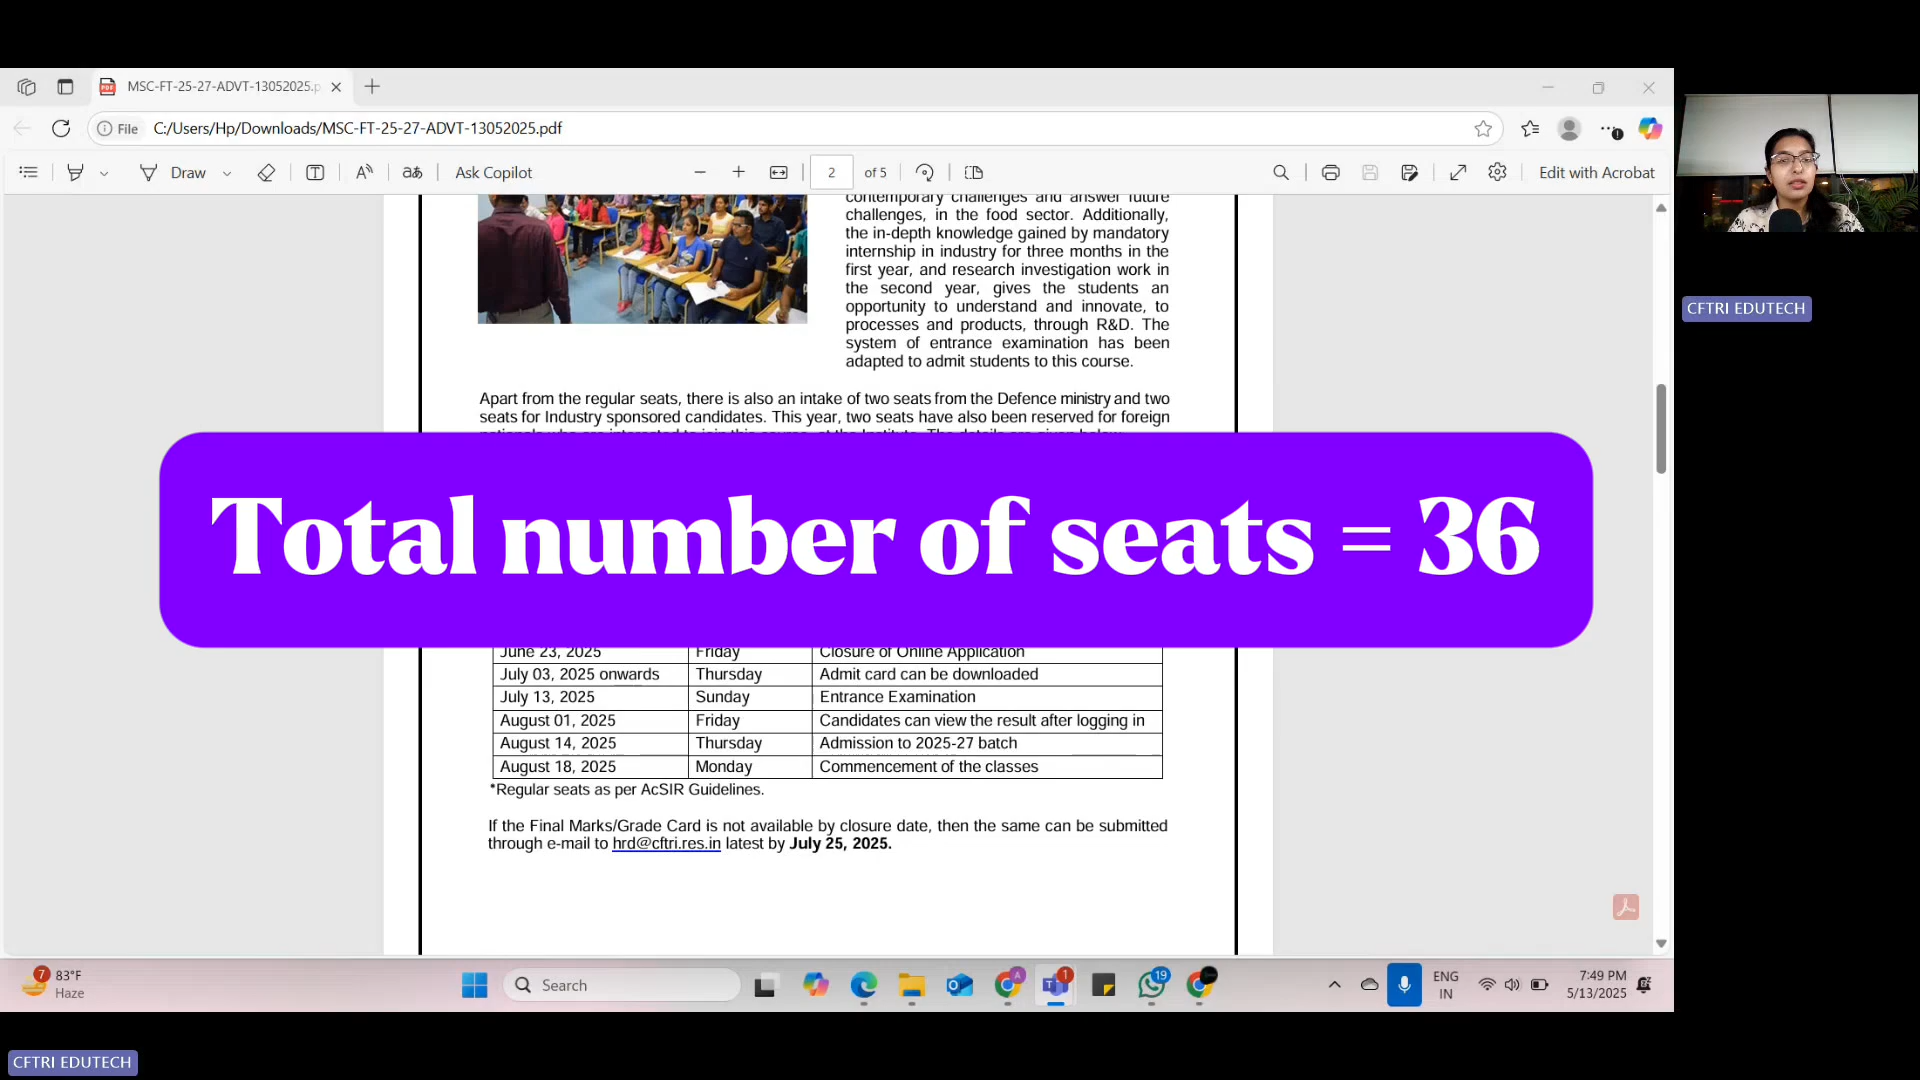 MSC-FT-25-27-ADVT-13052025.p
File C:/Users/Hp/Downloads/MSC-FT-25-27-ADVT-13052025.pdf
Draw Ask Copilot 2 of 5 Edit with Acrobat
contemporary challenges and answer future
challenges, in the food sector. Additionally,
the in-depth knowledge gained by mandatory
internship in industry for three months in the
first year, and research investigation work in
the second year, gives the students an
opportunity to understand and innovate, to
processes and products, through R&D. The
system of entrance examination has been
adapted to admit students to this course.
Apart from the regular seats, there is also an intake of two seats from the Defence ministry and two
seats for Industry sponsored candidates. This year, two seats have also been reserved for foreign
Total number of seats = 36
June 23, 2025 Friday Closure of Online Application
July 03, 2025 onwards Thursday Admit card can be downloaded
July 13, 2025 Sunday Entrance Examination
August 01, 2025 Friday Candidates can view the result after logging in
August 14, 2025 Thursday Admission to 2025-27 batch
August 18, 2025 Monday Commencement of the classes
*Regular seats as per AcSIR Guidelines.
If the Final Marks/Grade Card is not available by closure date, then the same can be submitted
through e-mail to hrd@cftri.res.in latest by July 25, 2025.
CFTRI EDUTECH
7 83°F
Haze
Search
A
1
19
ENG
IN
7:49 PM
5/13/2025
CFTRI EDUTECH